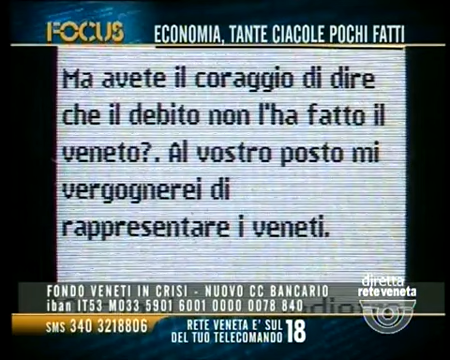 FOCUS
ECONOMIA, TANTE CIACOLE POCHI FATTI
Ma avete il coraggio di dire
che il debito non l'ha fatto il
veneto?. Al vostro posto mi
vergognerei di
rappresentare i veneti.
diretta
reteveneta
FONDO VENETI IN CRISI - NUOVO CC BANCARIO
iban IT53 M033 5901 6001 0000 0078 840
SMS 340 3218806
RETE VENETA E' SUL
DEL TUO TELECOMANDO 18